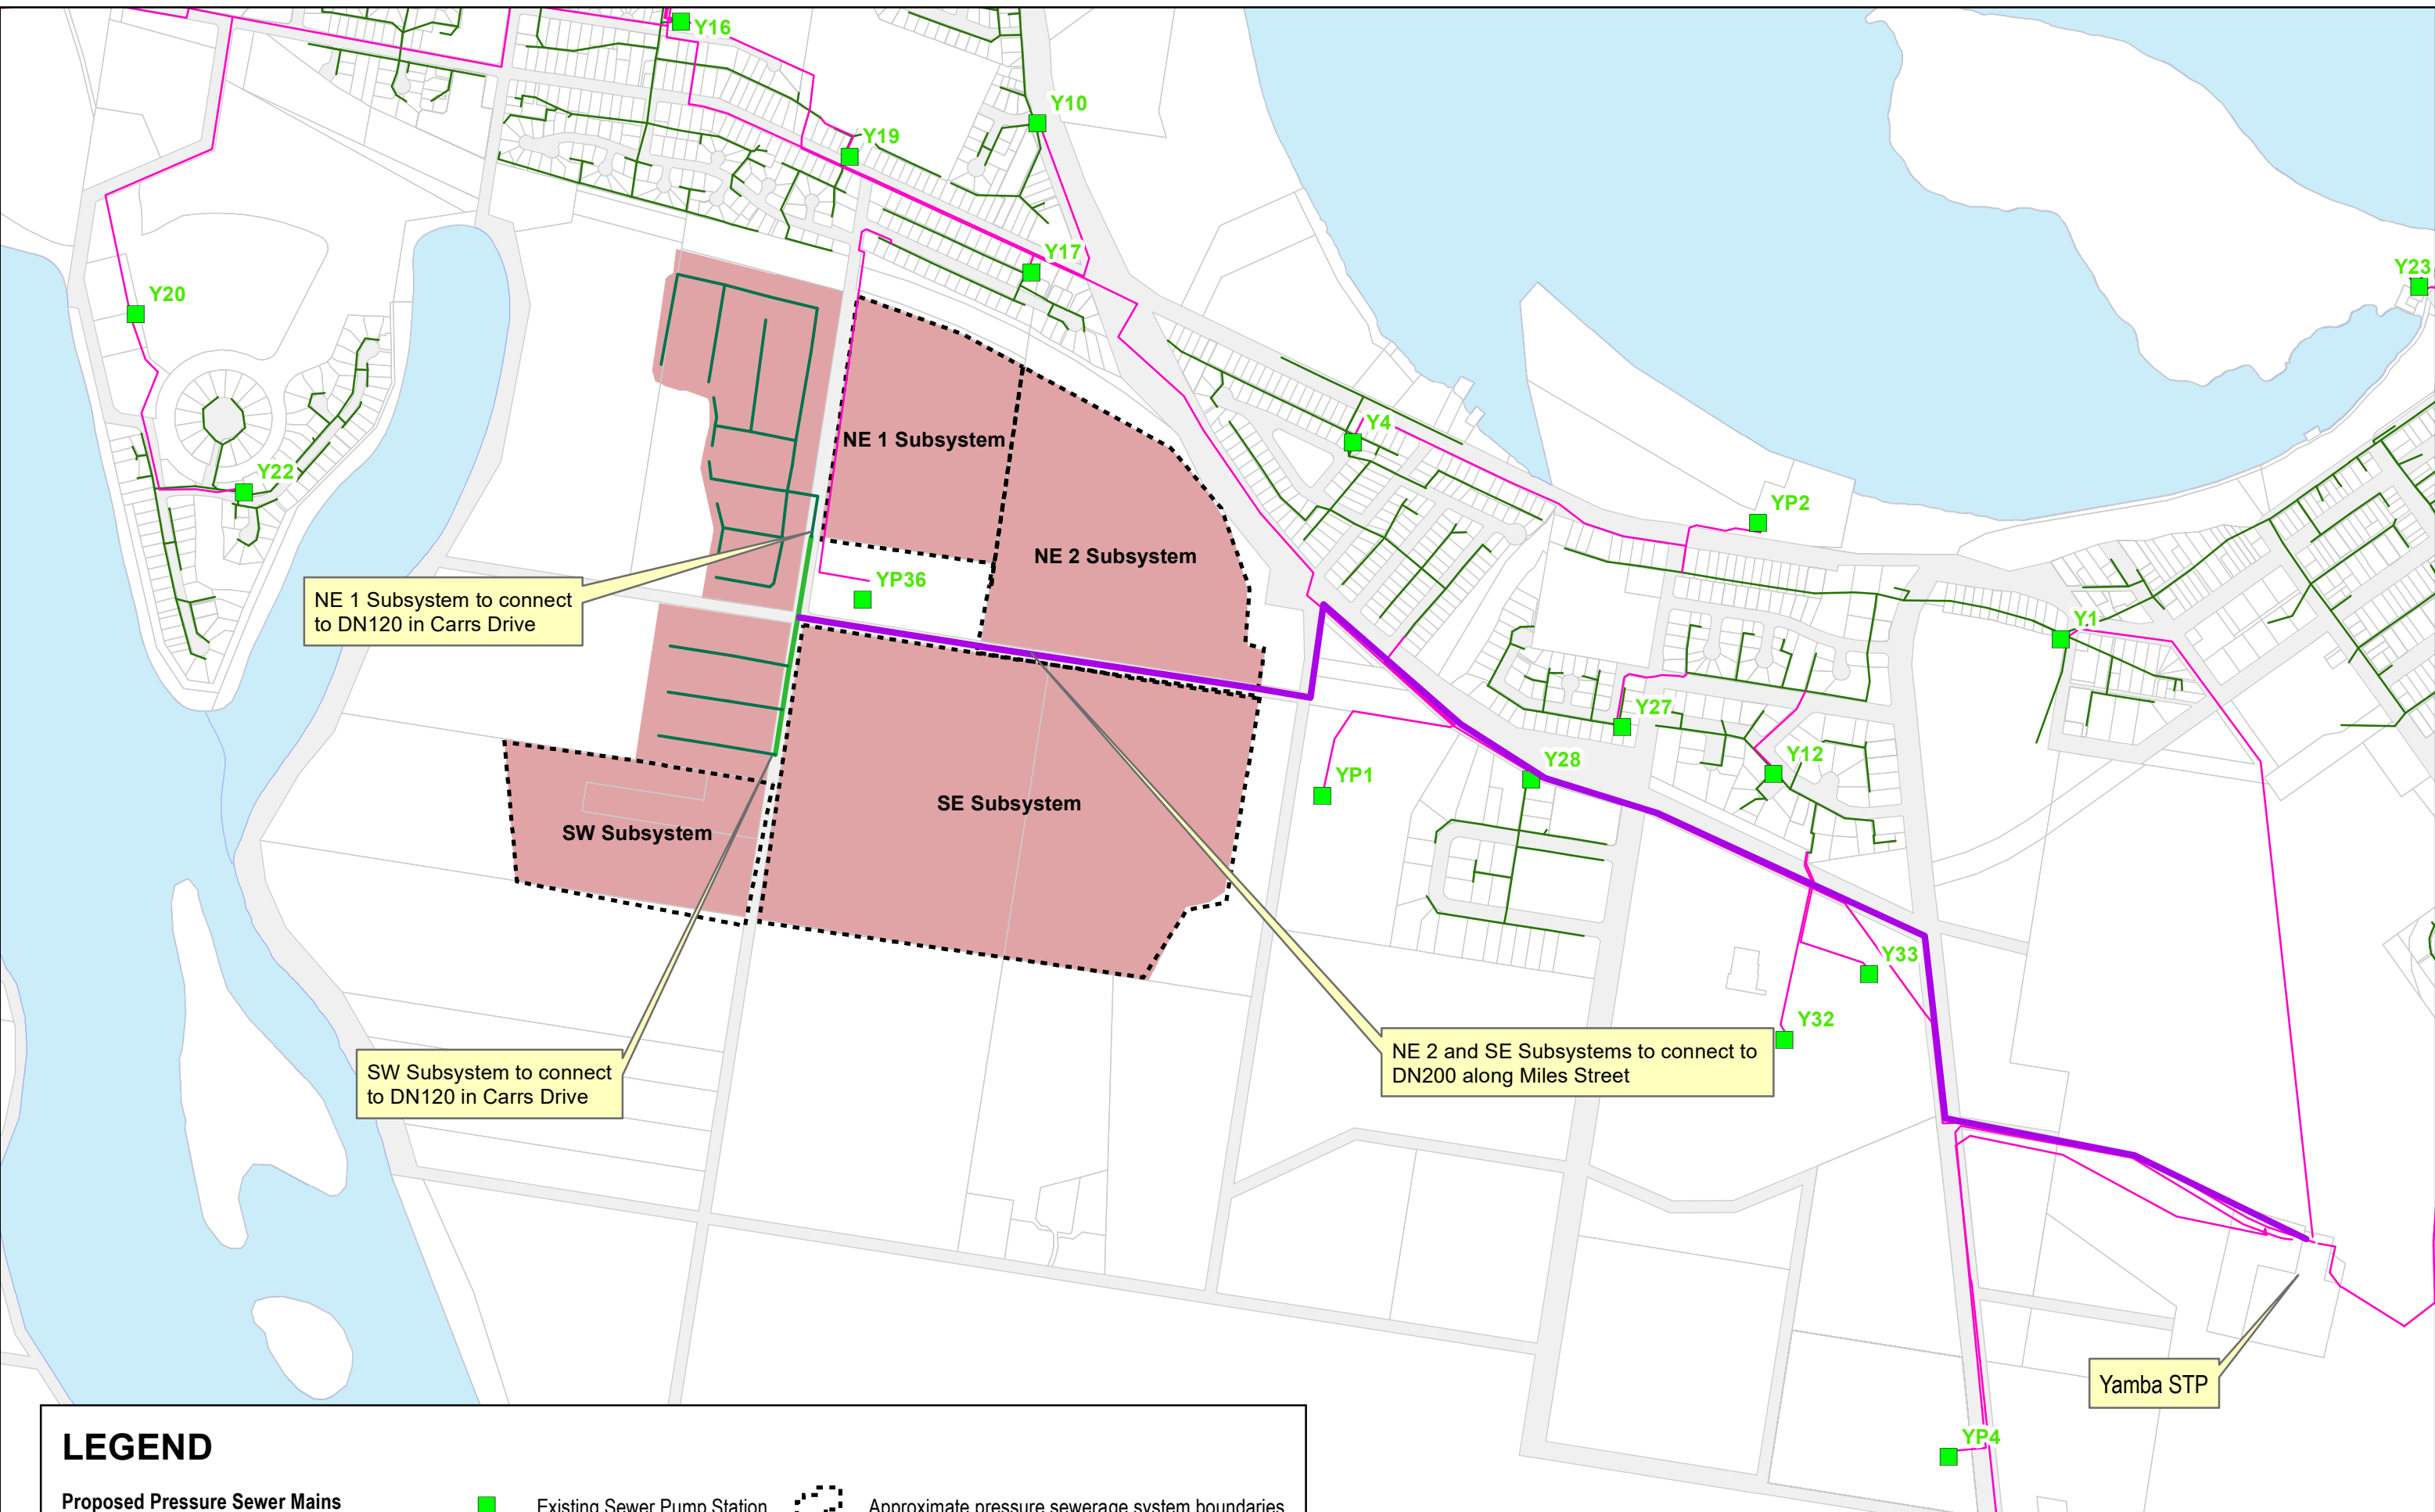 Y16
Y10
Y19
Y17
Y23
Y20
NE 1 Subsystem
Y4
Y22
YP2
NE 2 Subsystem
YP36
NE 1 Subsystem to connect
to DN120 in Carrs Drive
Y1
Y27
Y12
Y28
YP1
SE Subsystem
SW Subsystem
Y33
Y32
NE 2 and SE Subsystems to connect to
DN200 along Miles Street
SW Subsystem to connect
to DN120 in Carrs Drive
Yamba STP
YP4
LEGEND
Proposed Pressure Sewer Mains
Existing Sewer Pump Station
Approximate pressure sewerage system boundaries